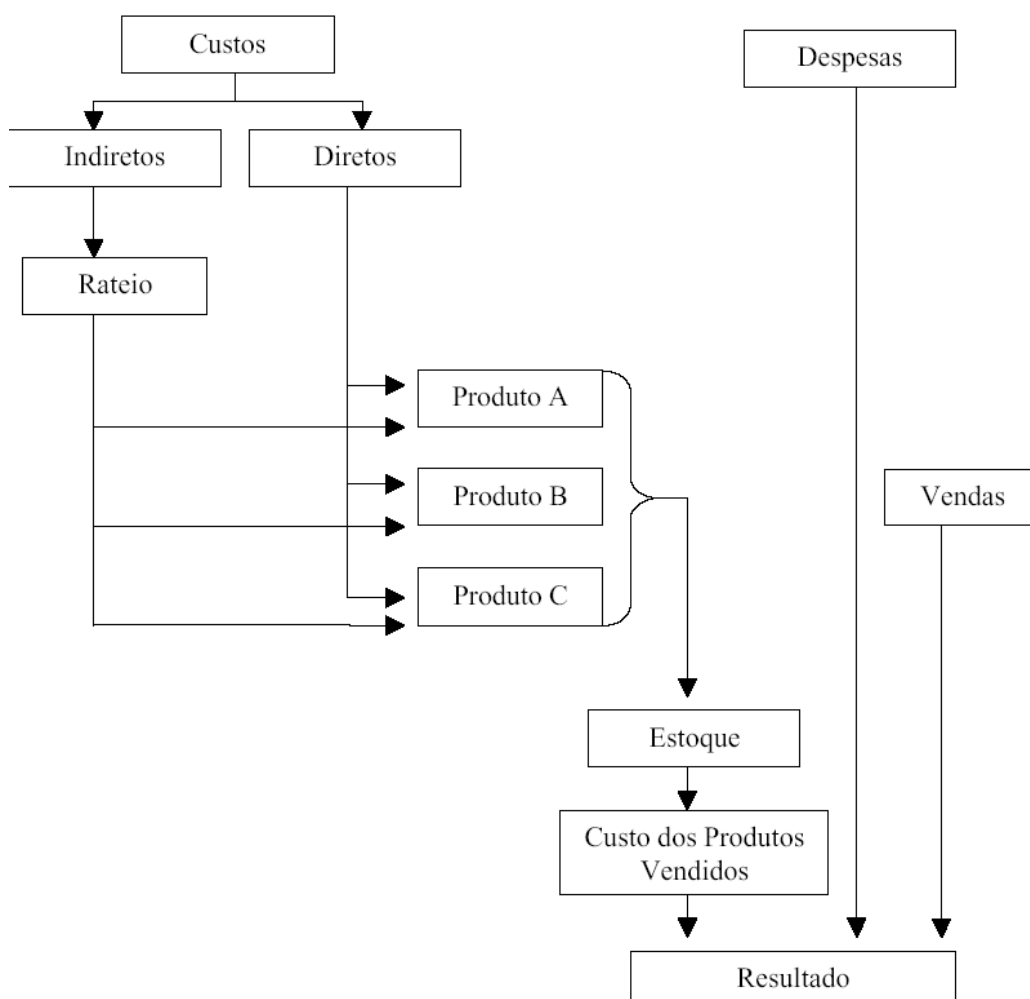 Custos
Despesas
Indiretos
Diretos
Rateio
Produto A
Produto B
Vendas
Produto C
Estoque
Custo dos Produtos
Vendidos
Resultado